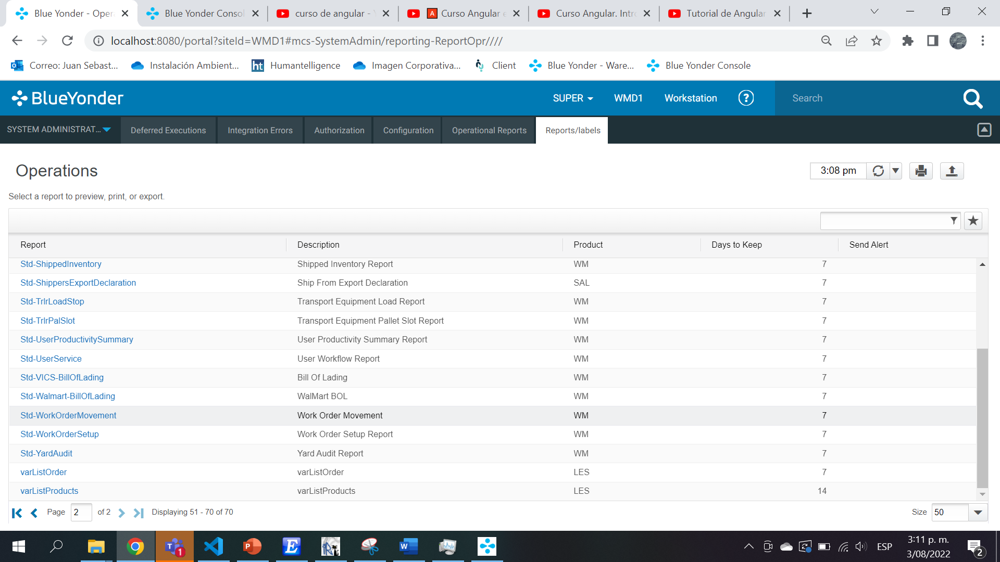 Blue Yonder - Oper
Blue Yonder Consol
curso de angular - Y
A Curso Angular e
Curso Angular. Intro
Tutorial de Angular
localhost:8080/portal?siteId=WMD1#mcs-SystemAdmin/reporting-ReportOpr////
Correo: Juan Sebast...
Instalación Ambient...
ht Humantelligence
Imagen Corporativa...
Client
Blue Yonder - Ware...
Blue Yonder Console
BlueYonder
SUPER
WMD1
Workstation
?
Search
SYSTEM ADMINISTRAT...
Deferred Executions
Integration Errors
Authorization
Configuration
Operational Reports
Reports/labels
Operations
3:08 pm
Select a report to preview, print, or export.
Report Description Product Days to Keep Send Alert
Std-ShippedInventory Shipped Inventory Report WM 7
Std-ShippersExportDeclaration Ship From Export Declaration SAL 7
Std-TrlrLoadStop Transport Equipment Load Report WM 7
Std-TrlrPalSlot Transport Equipment Pallet Slot Report WM 7
Std-UserProductivitySummary User Productivity Summary Report WM 7
Std-UserService User Workflow Report WM 7
Std-VICS-BillOfLading Bill Of Lading WM 7
Std-Walmart-BillOfLading WalMart BOL WM 7
Std-WorkOrderMovement Work Order Movement WM 7
Std-WorkOrderSetup Work Order Setup Report WM 7
Std-YardAudit Yard Audit Report WM 7
varListOrder varListOrder LES 7
varListProducts varListProducts LES 14
Page 2 of 2 Displaying 51 - 70 of 70 Size 50
ESP
3:11 p. m.
3/08/2022
2